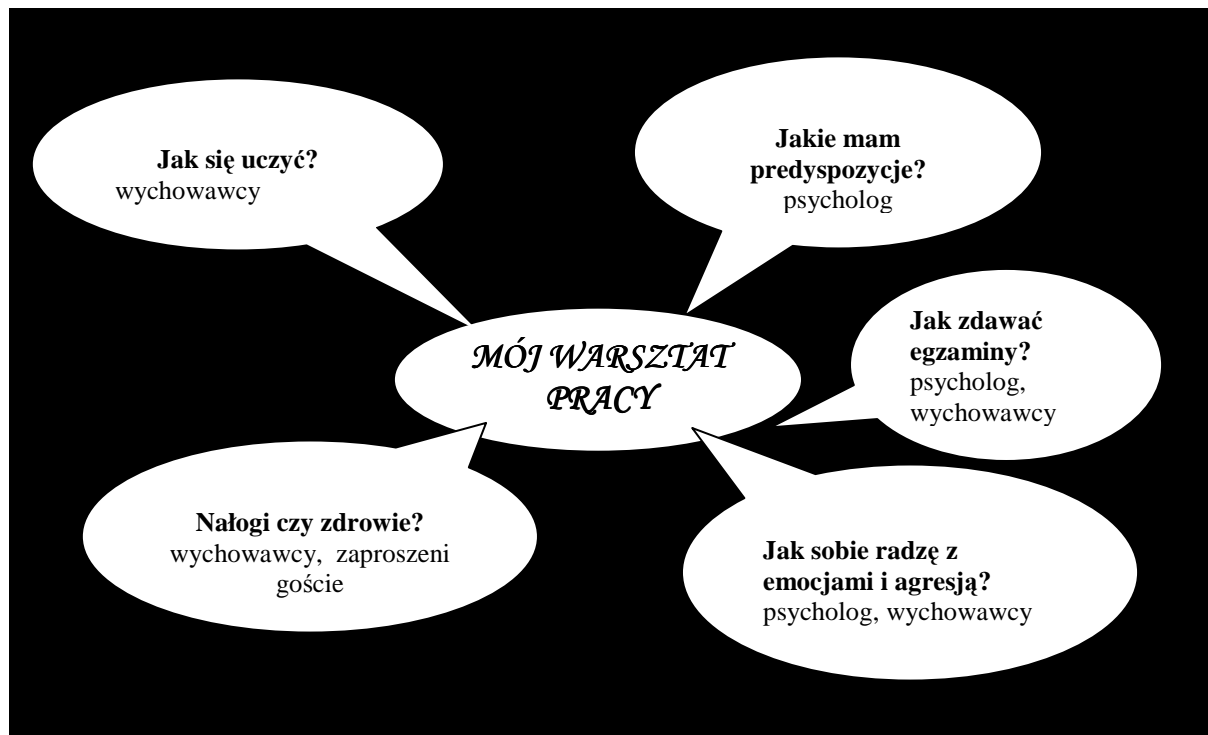 Jak się uczyć?
wychowawcy
Jakie mam
predyspozycje?
psycholog
MÓJ WARSZTAT
PRACY
Jak zdawać
egzaminy?
psycholog,
wychowawcy
Nałogi czy zdrowie?
wychowawcy, zaproszeni
goście
Jak sobie radzę z
emocjami i agresją?
psycholog, wychowawcy